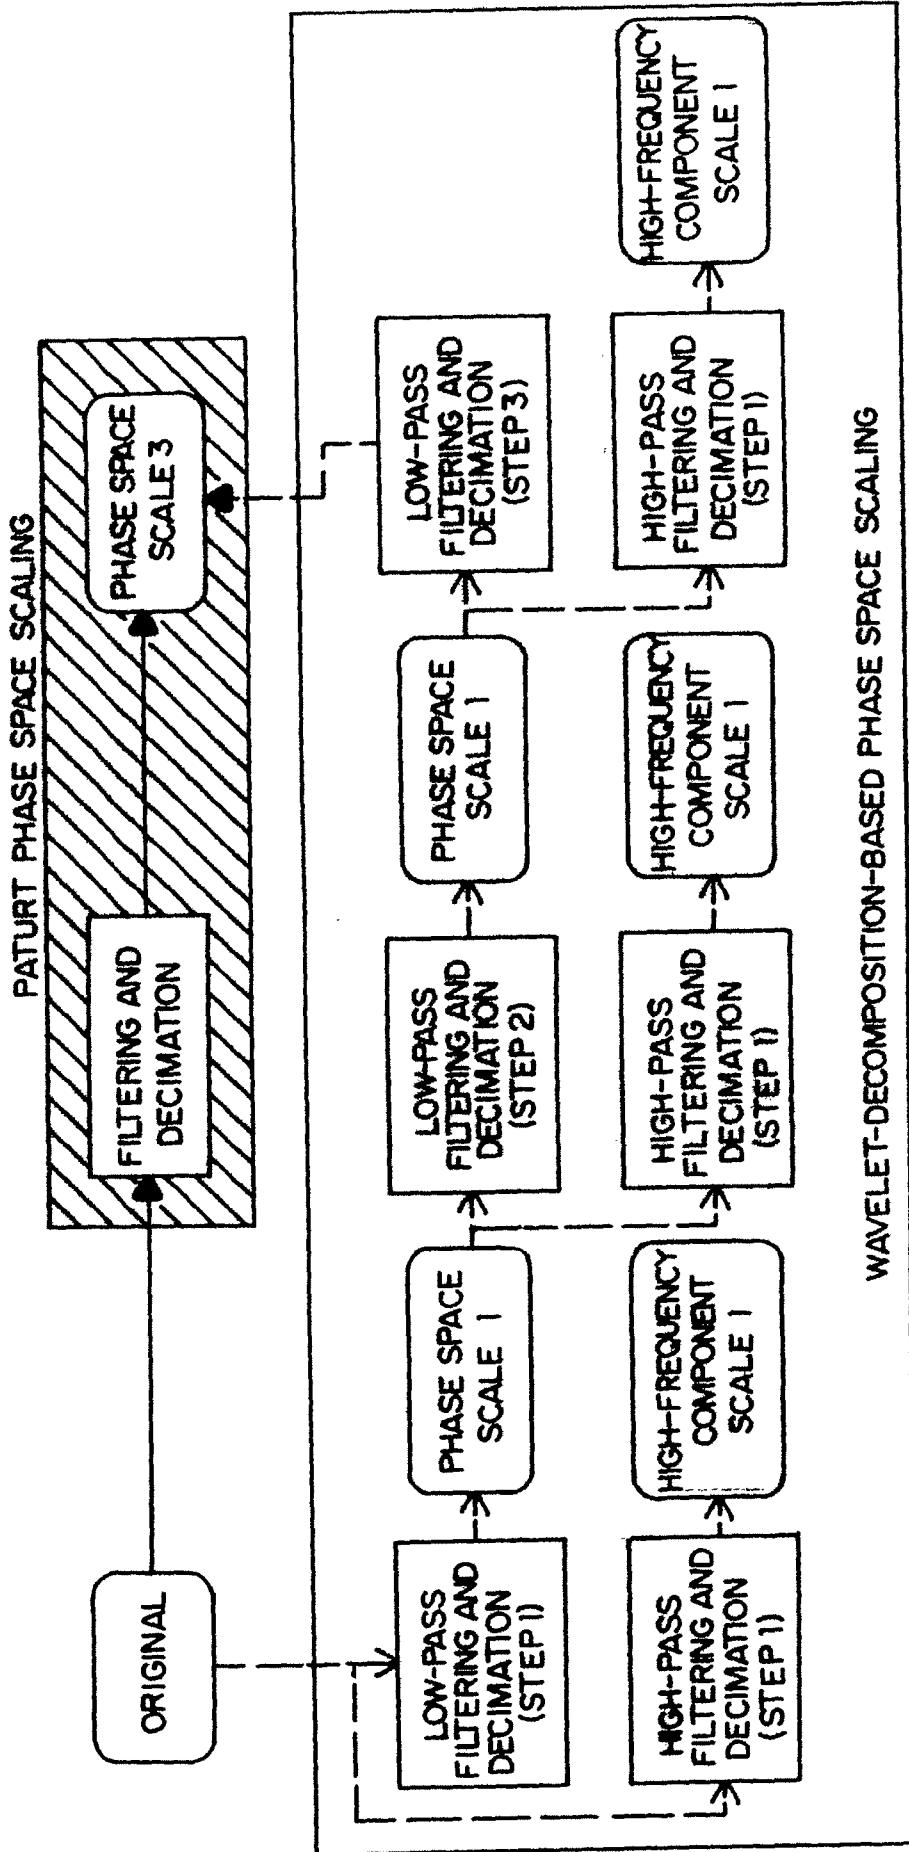 PATURT PHASE SPACE SCALING
ORIGINAL
FILTERING AND
DECIMATION
PHASE SPACE
SCALE 3
LOW-PASS
FILTERING AND
DECIMATION
(STEP 1)
PHASE SPACE
SCALE 1
LOW-PASS
FILTERING AND
DECIMATION
(STEP 2)
PHASE SPACE
SCALE 1
LOW-PASS
FILTERING AND
DECIMATION
(STEP 3)
HIGH-PASS
FILTERING AND
DECIMATION
(STEP 1)
HIGH-FREQUENCY
COMPONENT
SCALE 1
HIGH-PASS
FILTERING AND
DECIMATION
(STEP 1)
HIGH-FREQUENCY
COMPONENT
SCALE 1
HIGH-PASS
FILTERING AND
DECIMATION
(STEP 1)
HIGH-FREQUENCY
COMPONENT
SCALE 1
WAVELET-DECOMPOSITION-BASED PHASE SPACE SCALING